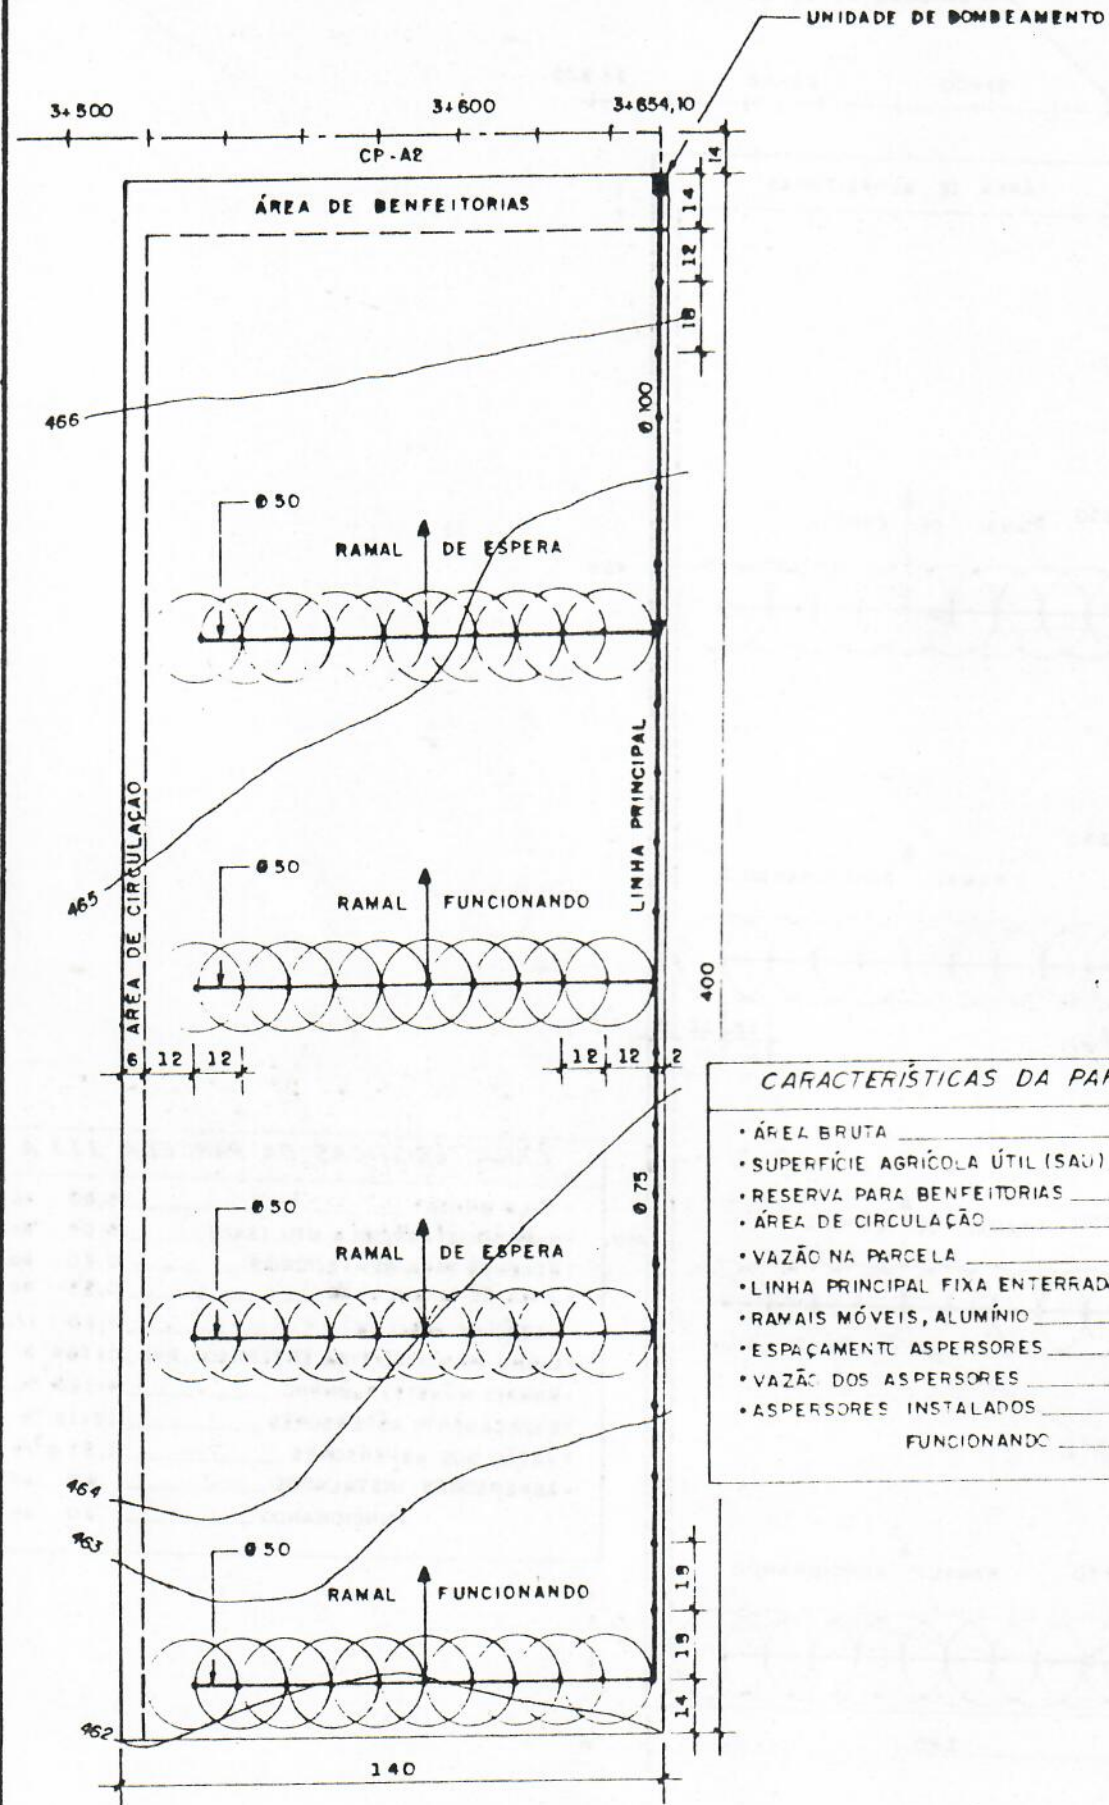 UNIDADE DE BOMBEAMENTO
3+500
3+600
3+654,10
CP-A2
14
ÁREA DE BENFEITORIAS
14
12
18
466
Ø 100
Ø 50
RAMAL DE ESPERA
LINHA PRINCIPAL
ÁREA DE CIRCULAÇÃO
465
Ø 50
RAMAL FUNCIONANDO
400
6 12 12
12 12 2
CARACTERÍSTICAS DA PAR
• ÁREA BRUTA
• SUPERFÍCIE AGRÍCOLA ÚTIL (SAU)
• RESERVA PARA BENFEITORIAS
• ÁREA DE CIRCULAÇÃO
• VAZÃO NA PARCELA
• LINHA PRINCIPAL FIXA ENTERRAD
• RAMAIS MÓVEIS, ALUMÍNIO
• ESPAÇAMENTO ASPERSORES
• VAZÃO DOS ASPERSORES
• ASPERSORES INSTALADOS
FUNCIONANDO
Ø 75
Ø 50
RAMAL DE ESPERA
464
463
Ø 50
RAMAL FUNCIONANDO
18
18
14
462
140